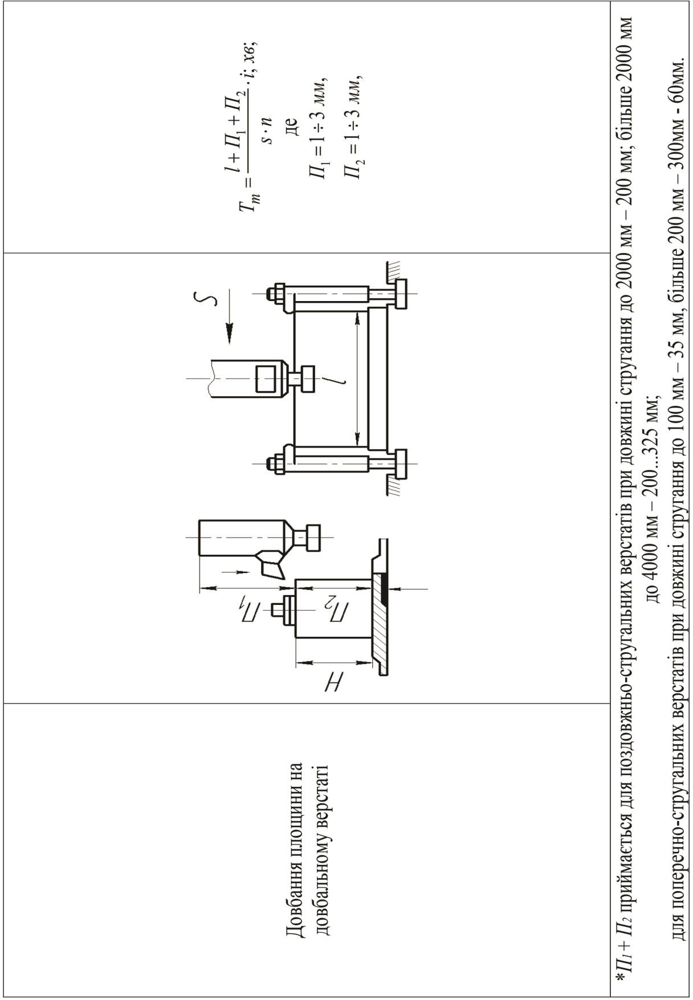 Довбання площини на
довбальному верстаті
H
П₁
П₂
S
l
Tₘ = (l + П₁ + П₂) / (s · n) · i; хв;
де
П₁ = 1 ÷ 3 мм,
П₂ = 1 ÷ 3 мм,
*П₁ + П₂ приймається для поздовжньо-стругальних верстатів при довжині стругання до 2000 мм – 200 мм; більше 2000 мм
до 4000 мм – 200...325 мм;
для поперечно-стругальних верстатів при довжині стругання до 100 мм – 35 мм, більше 200 мм – 300мм - 60мм.